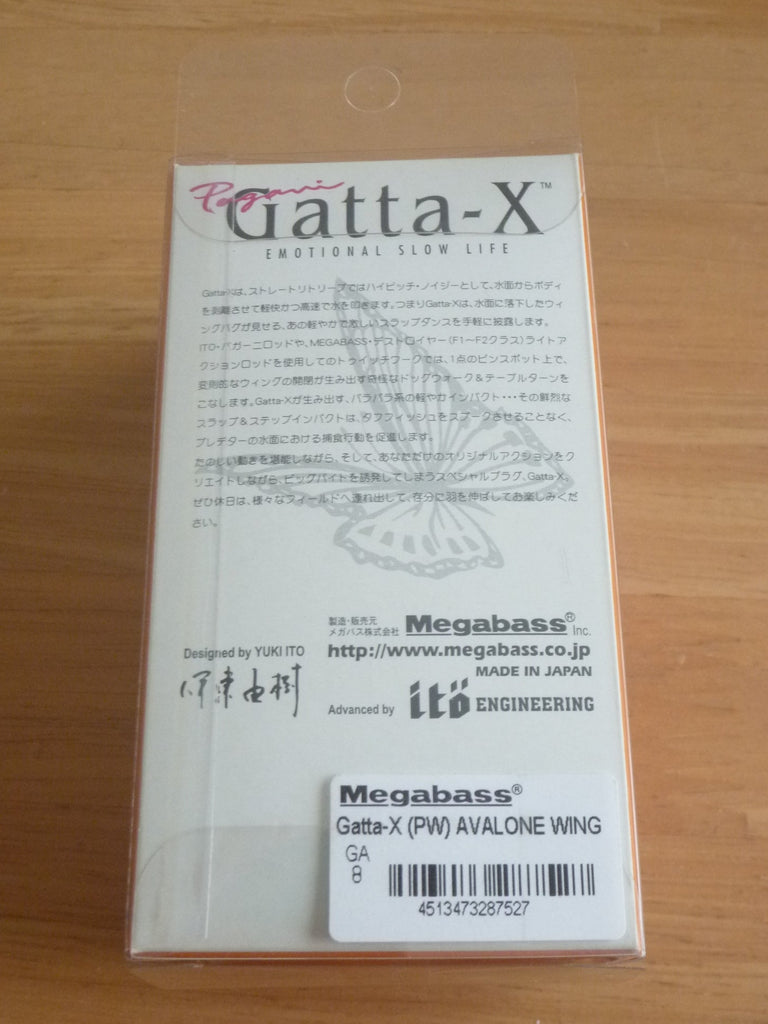 Pagani
Gatta-X™
EMOTIONAL SLOW LIFE
Gatta-Xは、ストレートリトリーブではハイピッチ・ノイジーとして、水面からボディ
を剥離させて軽快かつ高速で水を叩きます。つまりGatta-Xは、水面に落下したウィ
ングバグが見せる、あの軽やかで激しいスラップダンスを手軽に披露します。
ITO・パガーニロッドや、MEGABASS・デストロイヤー(F1〜F2クラス)ライトア
クションロッドを使用してのトゥイッチワークでは、1点のピンスポット上で、
変則的なウィングの開閉が生み出す奇怪なドッグウォーク&テーブルターンを
こなします。Gatta-Xが生み出す、バラバラ系の軽やかインパクト・・・その鮮烈な
スラップ&ステップインパクトは、タフフィッシュをスプークさせることなく、
プレデターの水面における捕食行動を促進します。
たのしい動きを堪能しながら、そして、あなただけのオリジナルアクションをク
リエイトしながら、ビッグバイトを誘発してしまうスペシャルプラグ、Gatta-X。
ぜひ休日は、様々なフィールドへ連れ出して、存分に羽を伸ばしてお楽しみくだ
さい。
製造・販売元
メガバス株式会社 Megabass® Inc.
Designed by YUKI ITO
http://www.megabass.co.jp
伊東由樹
MADE IN JAPAN
Advanced by itö ENGINEERING
Megabass®
Gatta-X (PW) AVALONE WING
GA
8
4513473287527